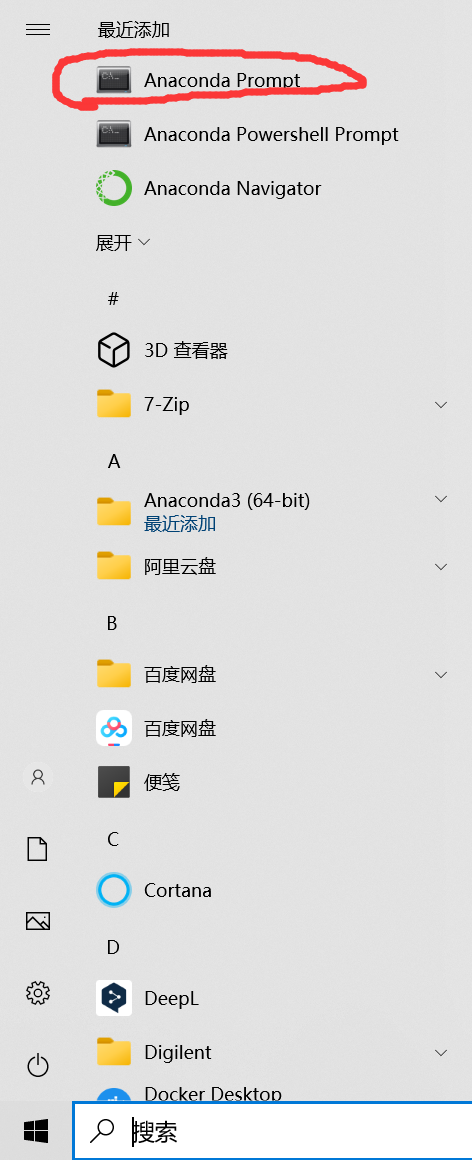 最近添加
Anaconda Prompt
Anaconda Powershell Prompt
Anaconda Navigator
展开
#
3D 查看器
7-Zip
A
Anaconda3 (64-bit)
最近添加
阿里云盘
B
百度网盘
百度网盘
便笺
C
Cortana
D
DeepL
Digilent
Docker Desktop
搜索